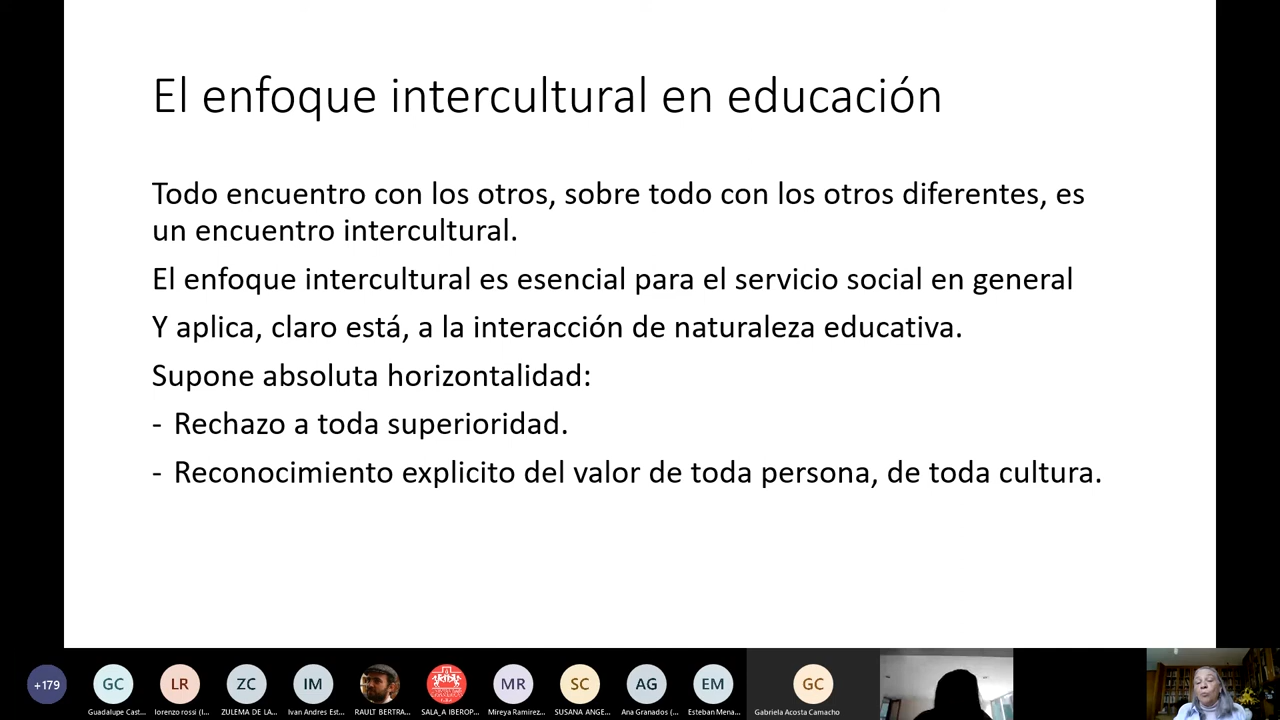 El enfoque intercultural en educación
Todo encuentro con los otros, sobre todo con los otros diferentes, es
un encuentro intercultural.
El enfoque intercultural es esencial para el servicio social en general
Y aplica, claro está, a la interacción de naturaleza educativa.
Supone absoluta horizontalidad:
- Rechazo a toda superioridad.
- Reconocimiento explicito del valor de toda persona, de toda cultura.
+179
GC
LR
ZC
IM
MR
SC
AG
EM
GC
Guadalupe Cast...
lorenzo rossi (I...
ZULEMA DE LA...
Ivan Andres Est...
RAULT BERTRA...
SALA_A IBEROP...
Mireya Ramirez...
SUSANA ANGE...
Ana Granados (...
Esteban Mena...
Gabriela Acosta Camacho